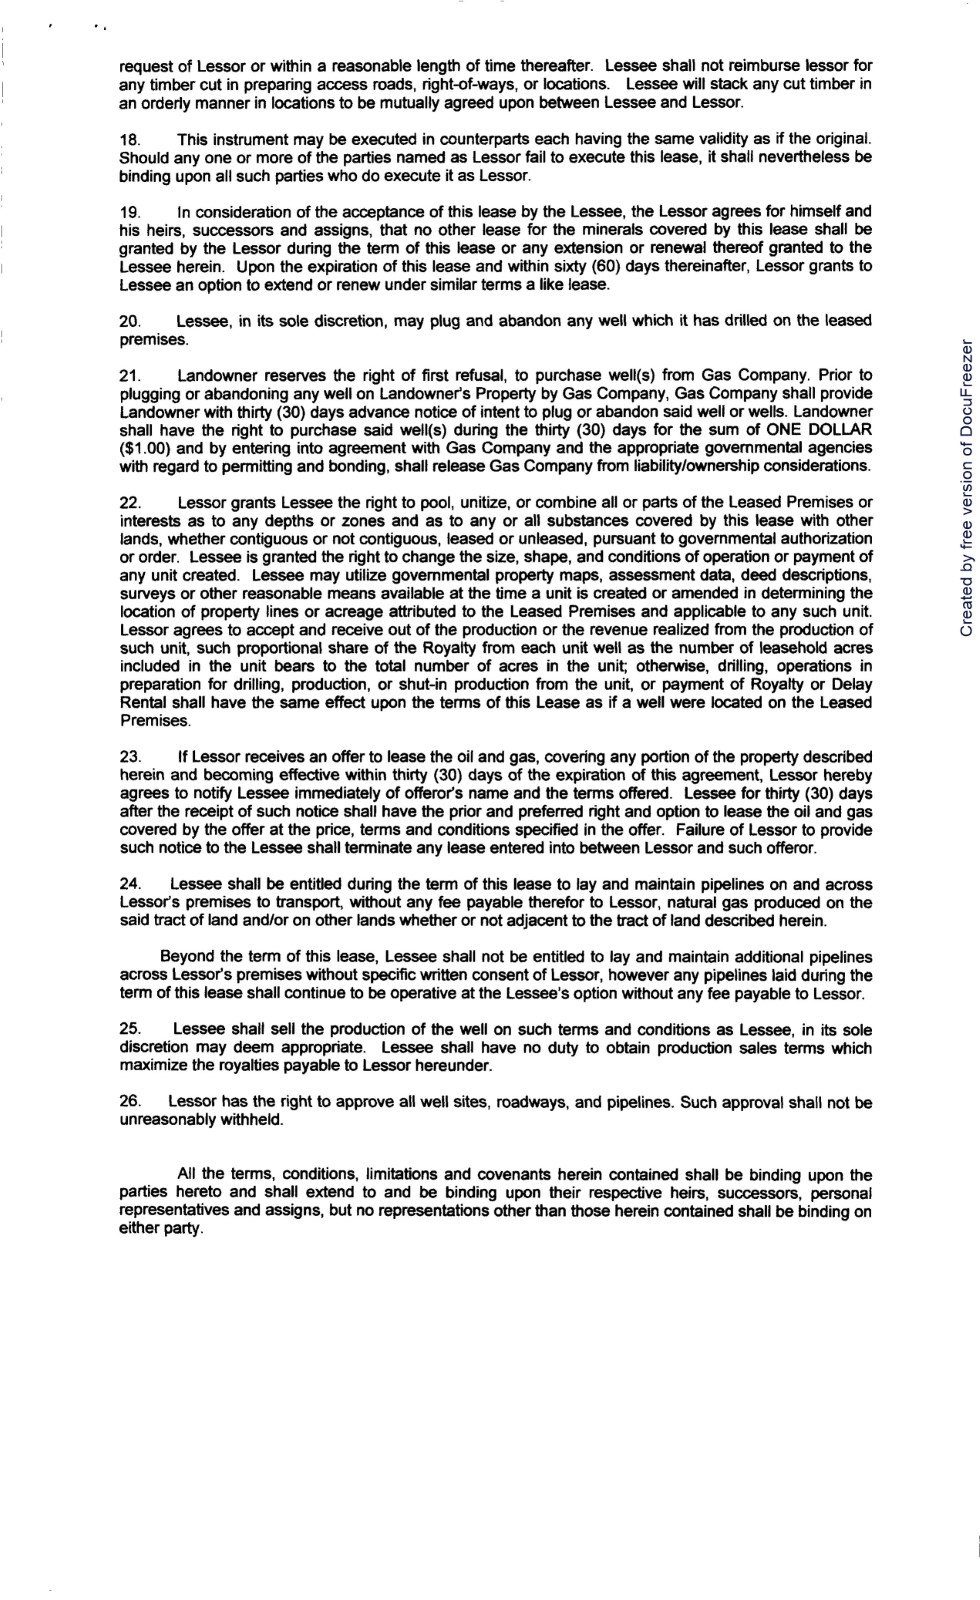 request of Lessor or within a reasonable length of time thereafter. Lessee shall not reimburse lessor for
any timber cut in preparing access roads, right-of-ways, or locations. Lessee will stack any cut timber in
an orderly manner in locations to be mutually agreed upon between Lessee and Lessor.
18. This instrument may be executed in counterparts each having the same validity as if the original.
Should any one or more of the parties named as Lessor fail to execute this lease, it shall nevertheless be
binding upon all such parties who do execute it as Lessor.
19. In consideration of the acceptance of this lease by the Lessee, the Lessor agrees for himself and
his heirs, successors and assigns, that no other lease for the minerals covered by this lease shall be
granted by the Lessor during the term of this lease or any extension or renewal thereof granted to the
Lessee herein. Upon the expiration of this lease and within sixty (60) days thereinafter, Lessor grants to
Lessee an option to extend or renew under similar terms a like lease.
20. Lessee, in its sole discretion, may plug and abandon any well which it has drilled on the leased
premises.
21. Landowner reserves the right of first refusal, to purchase well(s) from Gas Company. Prior to
plugging or abandoning any well on Landowner's Property by Gas Company, Gas Company shall provide
Landowner with thirty (30) days advance notice of intent to plug or abandon said well or wells. Landowner
shall have the right to purchase said well(s) during the thirty (30) days for the sum of ONE DOLLAR
($1.00) and by entering into agreement with Gas Company and the appropriate governmental agencies
with regard to permitting and bonding, shall release Gas Company from liability/ownership considerations.
22. Lessor grants Lessee the right to pool, unitize, or combine all or parts of the Leased Premises or
interests as to any depths or zones and as to any or all substances covered by this lease with other
lands, whether contiguous or not contiguous, leased or unleased, pursuant to governmental authorization
or order. Lessee is granted the right to change the size, shape, and conditions of operation or payment of
any unit created. Lessee may utilize governmental property maps, assessment data, deed descriptions,
surveys or other reasonable means available at the time a unit is created or amended in determining the
location of property lines or acreage attributed to the Leased Premises and applicable to any such unit.
Lessor agrees to accept and receive out of the production or the revenue realized from the production of
such unit, such proportional share of the Royalty from each unit well as the number of leasehold acres
included in the unit bears to the total number of acres in the unit; otherwise, drilling, operations in
preparation for drilling, production, or shut-in production from the unit, or payment of Royalty or Delay
Rental shall have the same effect upon the terms of this Lease as if a well were located on the Leased
Premises.
23. If Lessor receives an offer to lease the oil and gas, covering any portion of the property described
herein and becoming effective within thirty (30) days of the expiration of this agreement, Lessor hereby
agrees to notify Lessee immediately of offeror's name and the terms offered. Lessee for thirty (30) days
after the receipt of such notice shall have the prior and preferred right and option to lease the oil and gas
covered by the offer at the price, terms and conditions specified in the offer. Failure of Lessor to provide
such notice to the Lessee shall terminate any lease entered into between Lessor and such offeror.
24. Lessee shall be entitled during the term of this lease to lay and maintain pipelines on and across
Lessor's premises to transport, without any fee payable therefor to Lessor, natural gas produced on the
said tract of land and/or on other lands whether or not adjacent to the tract of land described herein.
Beyond the term of this lease, Lessee shall not be entitled to lay and maintain additional pipelines
across Lessor's premises without specific written consent of Lessor, however any pipelines laid during the
term of this lease shall continue to be operative at the Lessee's option without any fee payable to Lessor.
25. Lessee shall sell the production of the well on such terms and conditions as Lessee, in its sole
discretion may deem appropriate. Lessee shall have no duty to obtain production sales terms which
maximize the royalties payable to Lessor hereunder.
26. Lessor has the right to approve all well sites, roadways, and pipelines. Such approval shall not be
unreasonably withheld.
All the terms, conditions, limitations and covenants herein contained shall be binding upon the
parties hereto and shall extend to and be binding upon their respective heirs, successors, personal
representatives and assigns, but no representations other than those herein contained shall be binding on
either party.
Created by free version of DocuFreezer